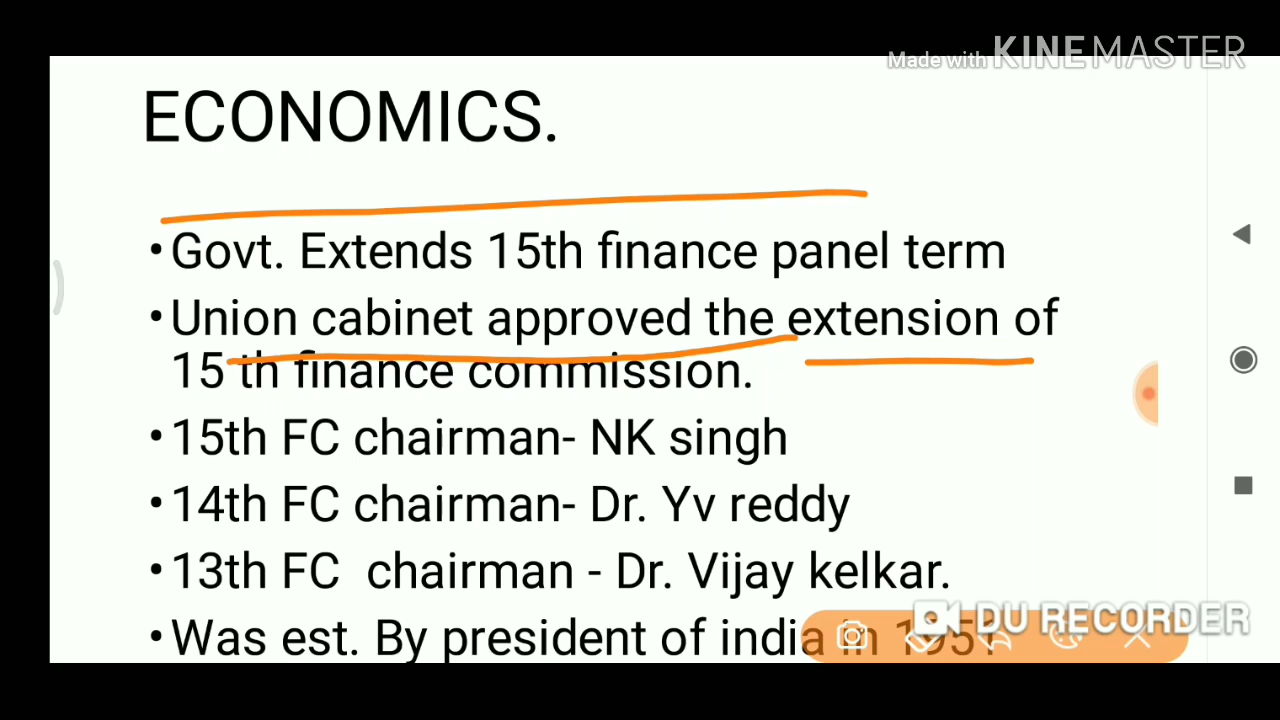 Made with KINEMASTER
ECONOMICS.
•Govt. Extends 15th finance panel term
•Union cabinet approved the extension of
15 th finance commission.
•15th FC chairman- NK singh
•14th FC chairman- Dr. Yv reddy
•13th FC chairman - Dr. Vijay kelkar.
•Was est. By president of india in 1951
DU RECORDER